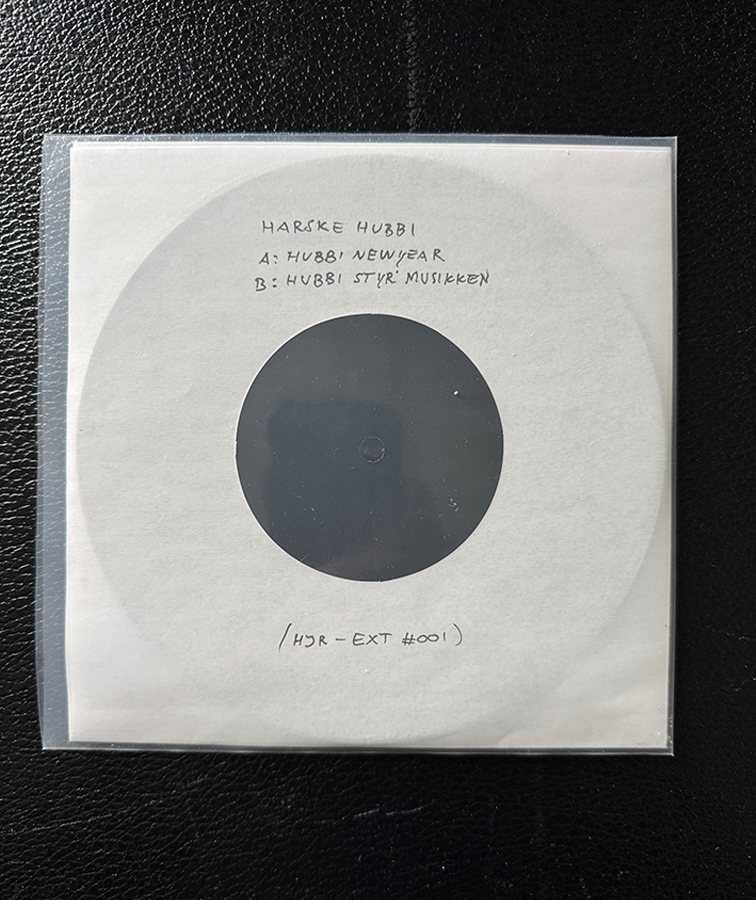 HARSKE HUBBI
A: HUBBI NEWYEAR
B: HUBBI STYR' MUSIKKEN
(HJR - EXT #001)